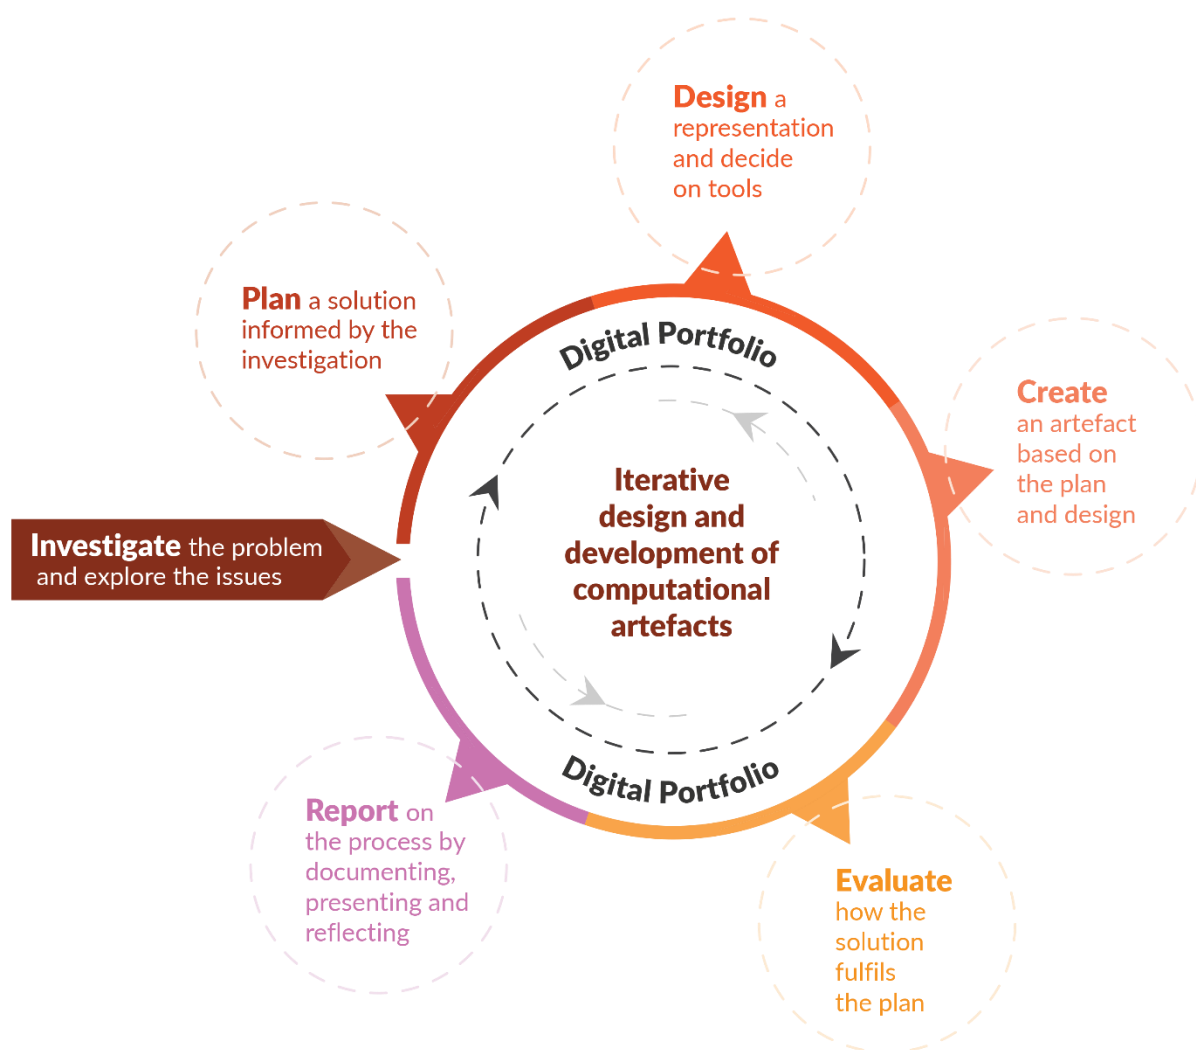 Design a
representation
and decide
on tools
Plan a solution
informed by the
investigation
Digital Portfolio
Create
an artefact
based on
the plan
and design
Iterative
design and
development of
computational
artefacts
Investigate the problem
and explore the issues
Digital Portfolio
Report on
the process by
documenting,
presenting and
reflecting
Evaluate
how the
solution
fulfils
the plan